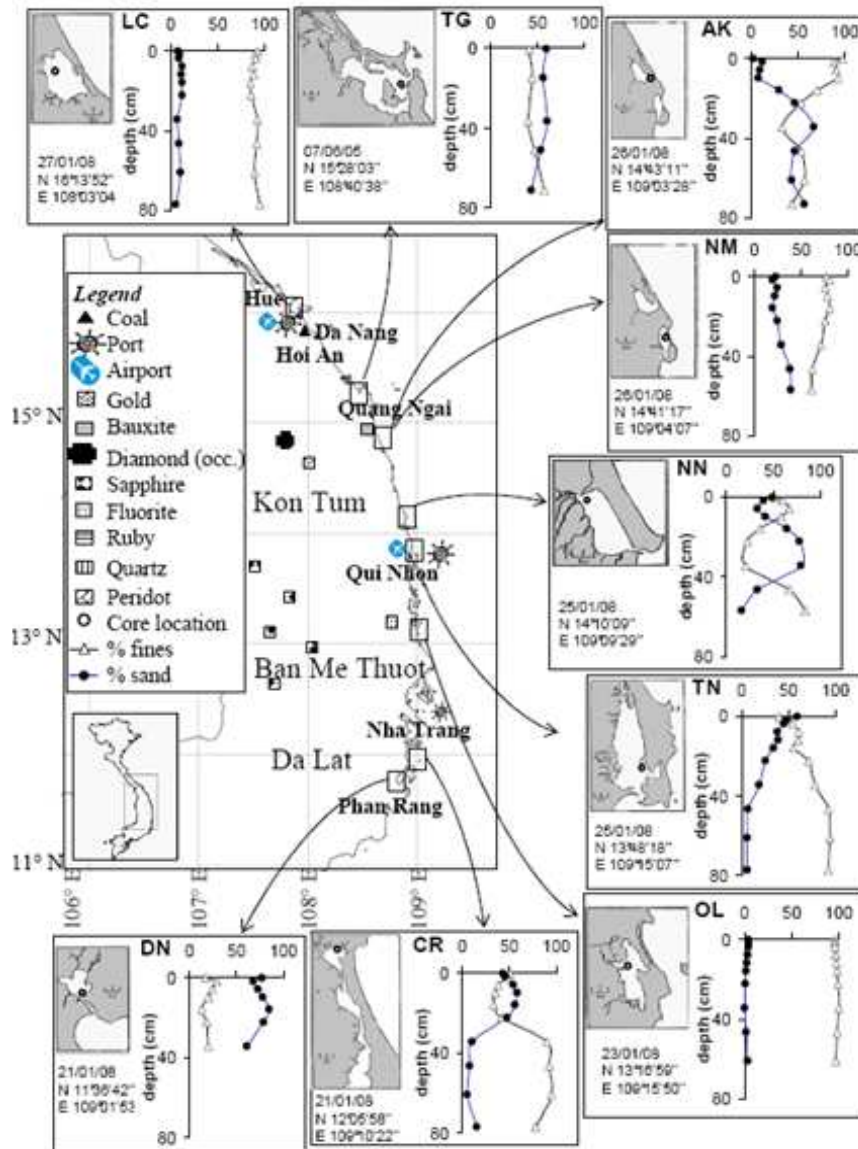 LC
0 50 100
depth (cm)
0
40
80
27/01/08
N 16°13'52"
E 108°03'04
TG
0 50 100
depth (cm)
0
40
80
07/06/05
N 15°28'03"
E 108°40'38"
AK
0 50 100
depth (cm)
0
40
80
26/01/08
N 14°43'11"
E 109°03'28"
NM
0 50 100
depth (cm)
0
40
80
26/01/08
N 14°41'17"
E 109°04'07"
NN
0 50 100
depth (cm)
0
40
80
25/01/08
N 14°10'09"
E 109°09'29"
TN
0 50 100
depth (cm)
0
40
80
25/01/08
N 13°48'18"
E 109°15'07"
OL
0 50 100
depth (cm)
0
40
80
23/01/08
N 13°16'59"
E 109°15'50"
CR
0 50 100
depth (cm)
0
40
80
21/01/08
N 12°05'58"
E 109°10'22"
DN
0 50 100
depth (cm)
0
40
80
21/01/08
N 11°36'42"
E 109°01'53
Legend
Coal
Port
Airport
Gold
Bauxite
Diamond (occ.)
Sapphire
Fluorite
Ruby
Quartz
Peridot
Core location
% fines
% sand
Hue
Da Nang
Hoi An
Quang Ngai
Kon Tum
Qui Nhon
Ban Me Thuot
Nha Trang
Da Lat
Phan Rang
15° N
13° N
11° N
106° E
107° E
108° E
109° E